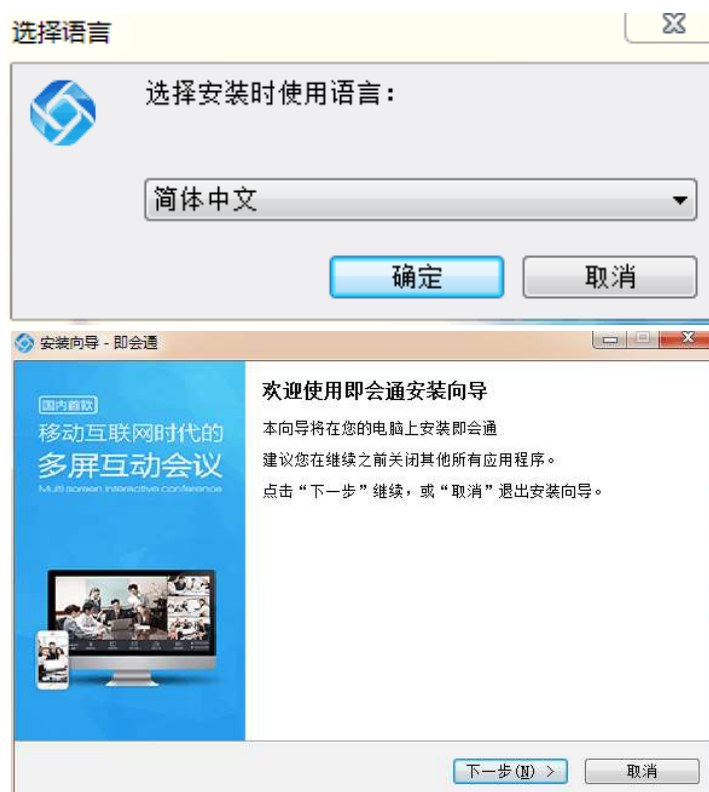 选择语言
选择安装时使用语言：
简体中文
确定
取消
安装向导 - 即会通
国内首款
移动互联网时代的
多屏互动会议
Multi screen interactive conference
欢迎使用即会通安装向导
本向导将在您的电脑上安装即会通
建议您在继续之前关闭其他所有应用程序。
点击“下一步”继续，或“取消”退出安装向导。
下一步(N) >
取消